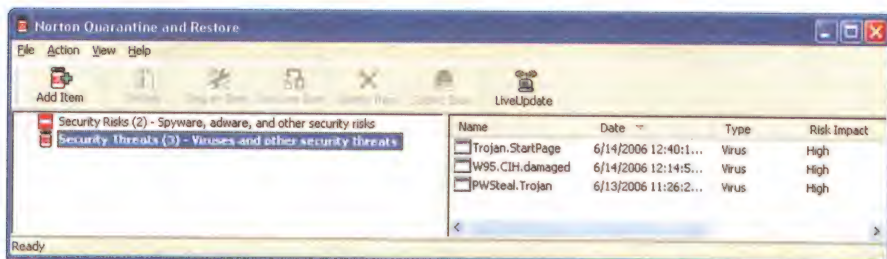 Norton Quarantine and Restore
File Action View Help
Add Item
LiveUpdate
Security Risks (2) - Spyware, adware, and other security risks
Security Threats (3) - Viruses and other security threats
Name Date Type Risk Impact
Trojan.StartPage 6/14/2006 12:40:1... Virus High
W95.CIH.damaged 6/14/2006 12:14:5... Virus High
PWSteal.Trojan 6/13/2006 11:26:2... Virus High
Ready